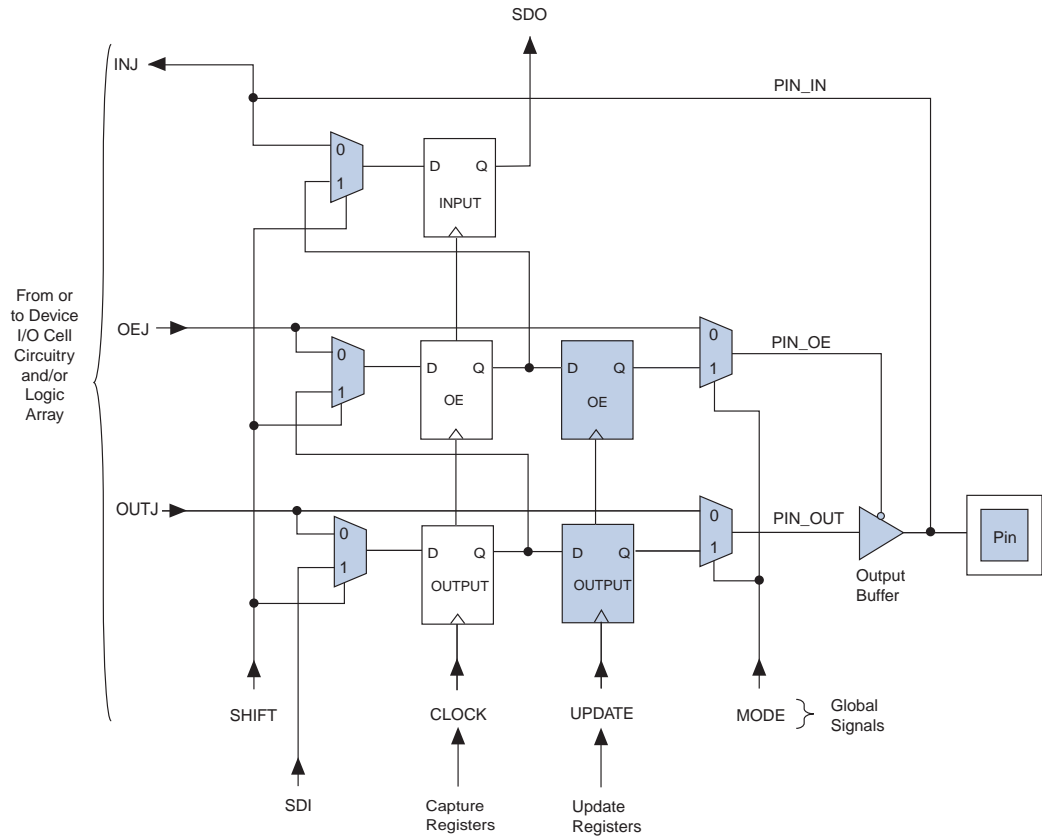 SDO
INJ
PIN_IN
0
1
D Q
INPUT
From or
to Device
I/O Cell
Circuitry
and/or
Logic
Array
OEJ
0
1
D Q
OE
D Q
OE
0
1
PIN_OE
OUTJ
0
1
D Q
OUTPUT
D Q
OUTPUT
0
1
PIN_OUT
Pin
Output
Buffer
SHIFT
CLOCK
UPDATE
MODE
Global
Signals
SDI
Capture
Registers
Update
Registers